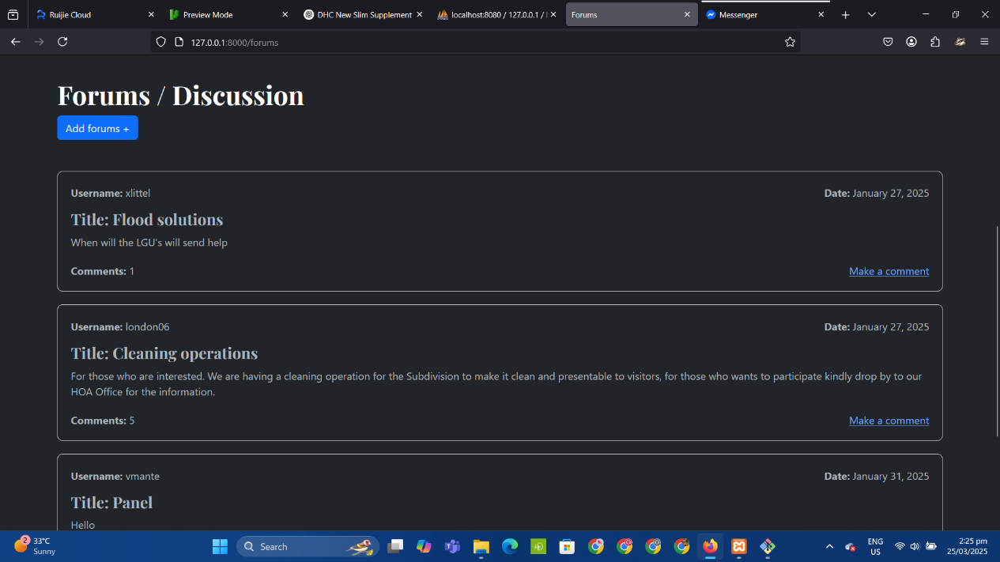 Ruijie Cloud
Preview Mode
DHC New Slim Supplement
localhost:8080 / 127.0.0.1 /
Forums
Messenger
127.0.0.1:8000/forums
Forums / Discussion
Add forums +
Username: xlittel
Date: January 27, 2025
Title: Flood solutions
When will the LGU's will send help
Comments: 1
Make a comment
Username: london06
Date: January 27, 2025
Title: Cleaning operations
For those who are interested. We are having a cleaning operation for the Subdivision to make it clean and presentable to visitors, for those who wants to participate kindly drop by to our
HOA Office for the information.
Comments: 5
Make a comment
Username: vmante
Date: January 31, 2025
Title: Panel
Hello
2
33°C
Sunny
Search
ENG
US
2:25 pm
25/03/2025